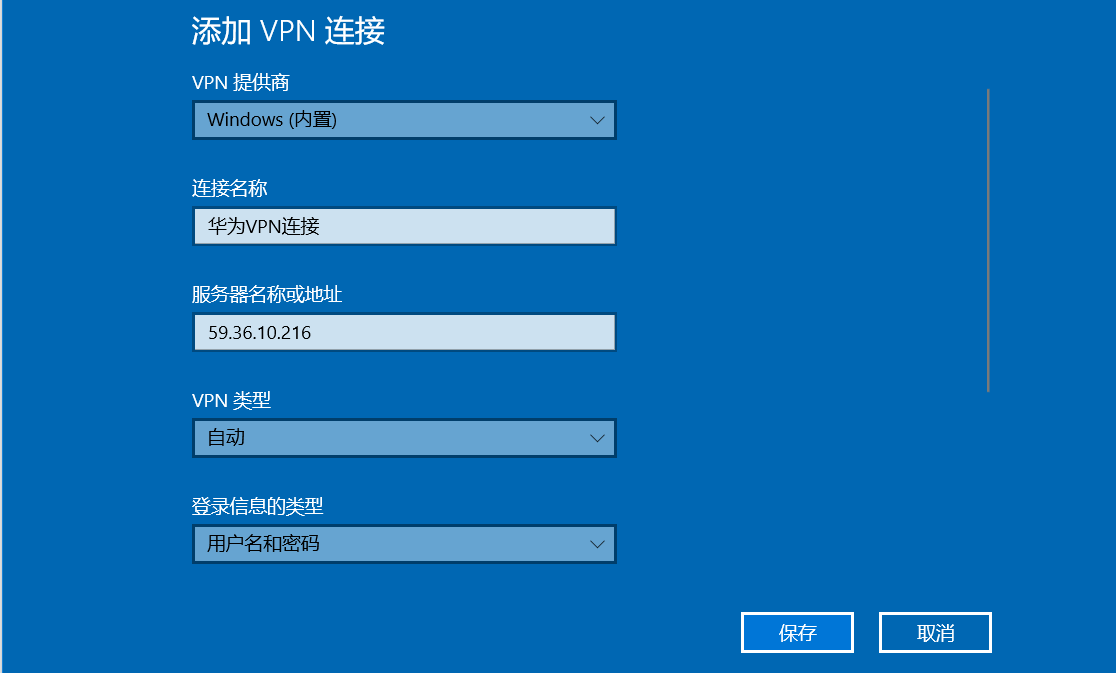 添加 VPN 连接
VPN 提供商
Windows (内置)
连接名称
华为VPN连接
服务器名称或地址
59.36.10.216
VPN 类型
自动
登录信息的类型
用户名和密码
保存
取消